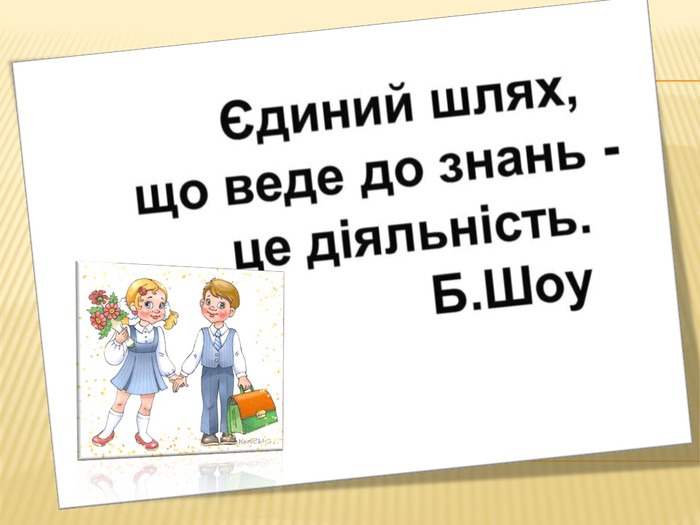 Єдиний шлях,
що веде до знань -
це діяльність.
Б.Шоу